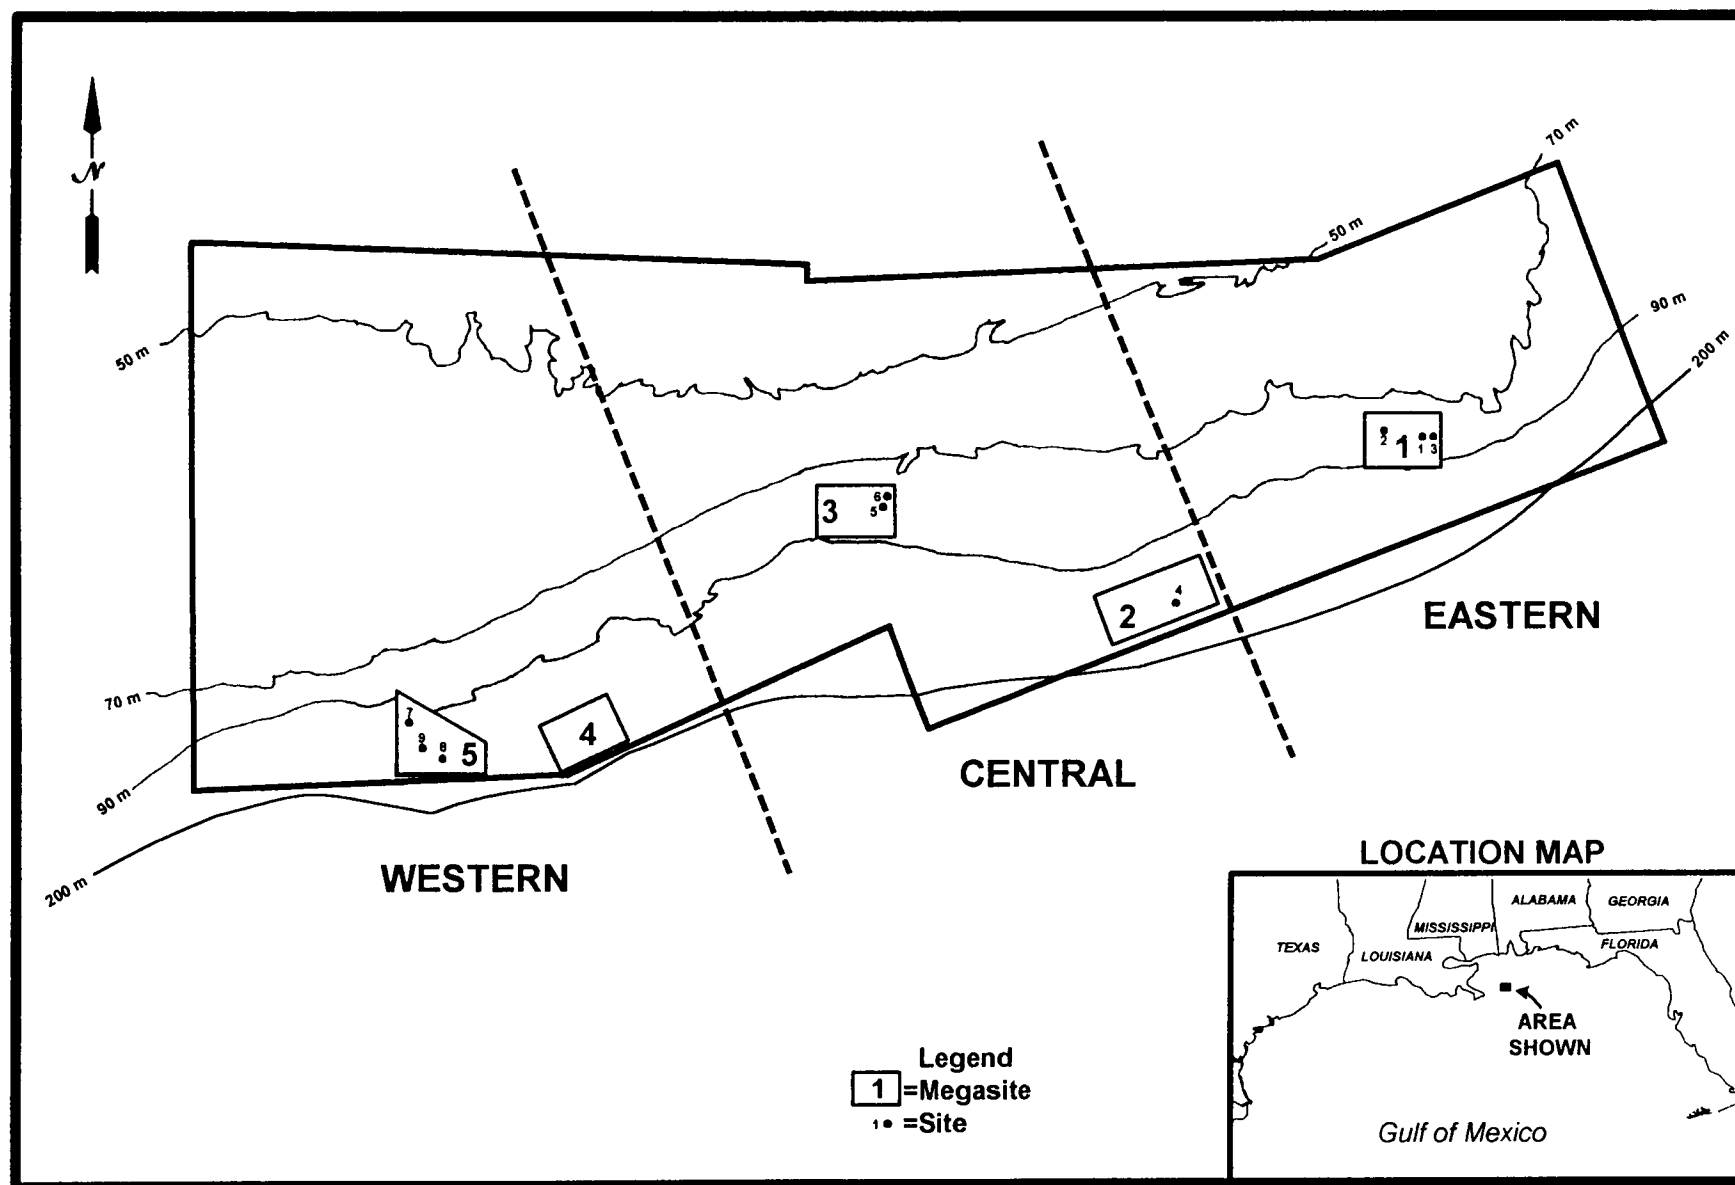 N
70 m
50 m
90 m
50 m
200 m
2
1
1 3
6
3
5
4
2
EASTERN
70 m
7
9
8
5
4
CENTRAL
90 m
200 m
WESTERN
LOCATION MAP
ALABAMA
GEORGIA
MISSISSIPPI
TEXAS
LOUISIANA
FLORIDA
AREA
SHOWN
Gulf of Mexico
Legend
1 =Megasite
1 =Site